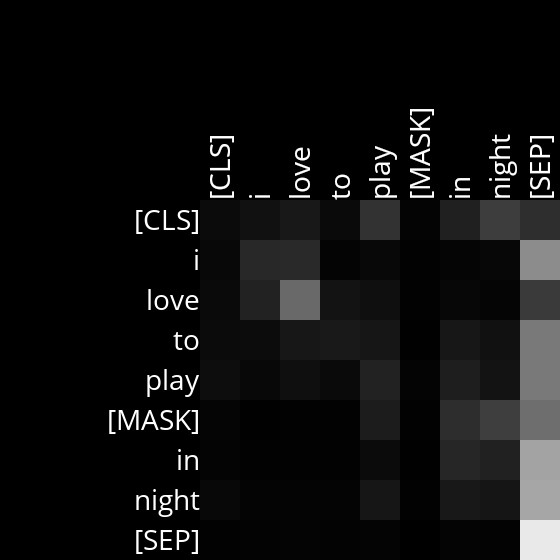 [CLS] i love to play [MASK] in night [SEP]
[CLS]
i
love
to
play
[MASK]
in
night
[SEP]